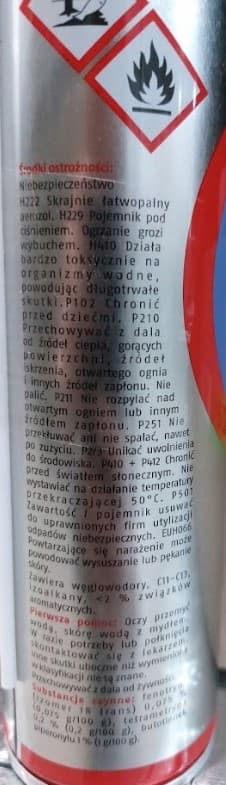 Środki ostrożności:
Niebezpieczeństwo
H222 Skrajnie łatwopalny
aerozol. H229 Pojemnik pod
ciśnieniem. Ogrzanie grozi
wybuchem. H410 Działa
bardzo toksycznie na
organizmy wodne,
powodując długotrwałe
skutki. P102 Chronić
przed dziećmi. P210
Przechowywać z dala
od źródeł ciepła, gorących
powierzchni, źródeł
iskrzenia, otwartego ognia
i innych źródeł zapłonu. Nie
palić. P211 Nie rozpylać nad
otwartym ogniem lub innym
źródłem zapłonu. P251 Nie
przekłuwać ani nie spalać, nawet
po zużyciu. P273 Unikać uwolnienia
do środowiska. P410 + P412 Chronić
przed światłem słonecznym. Nie
wystawiać na działanie temperatury
przekraczającej 50°C. P501
Zawartość / pojemnik usuwać
do uprawnionych firm utylizacji
odpadów niebezpiecznych. EUH066
Powtarzające się narażenie może
powodować wysuszanie lub pękanie
skóry.
Zawiera węglowodory, C11-C13,
izoalkany, <2 % związków
aromatycznych.
Pierwsza pomoc: Oczy przemyć
wodą, skórę wodą z mydłem,
w razie potrzeby lub połknięcia
skontaktować się z lekarzem.
Inne skutki uboczne niż wymienione
w klasyfikacji nie są znane.
Przechowywać z dala od żywności.
Substancje czynne: fenotryna
izomer 1R (trans) 0,075 %
(0,075 g/100 g), tetrametryna
0,2 % (0,2 g/100 g), butotlenek
piperonylu 1 % (1 g/100 g).